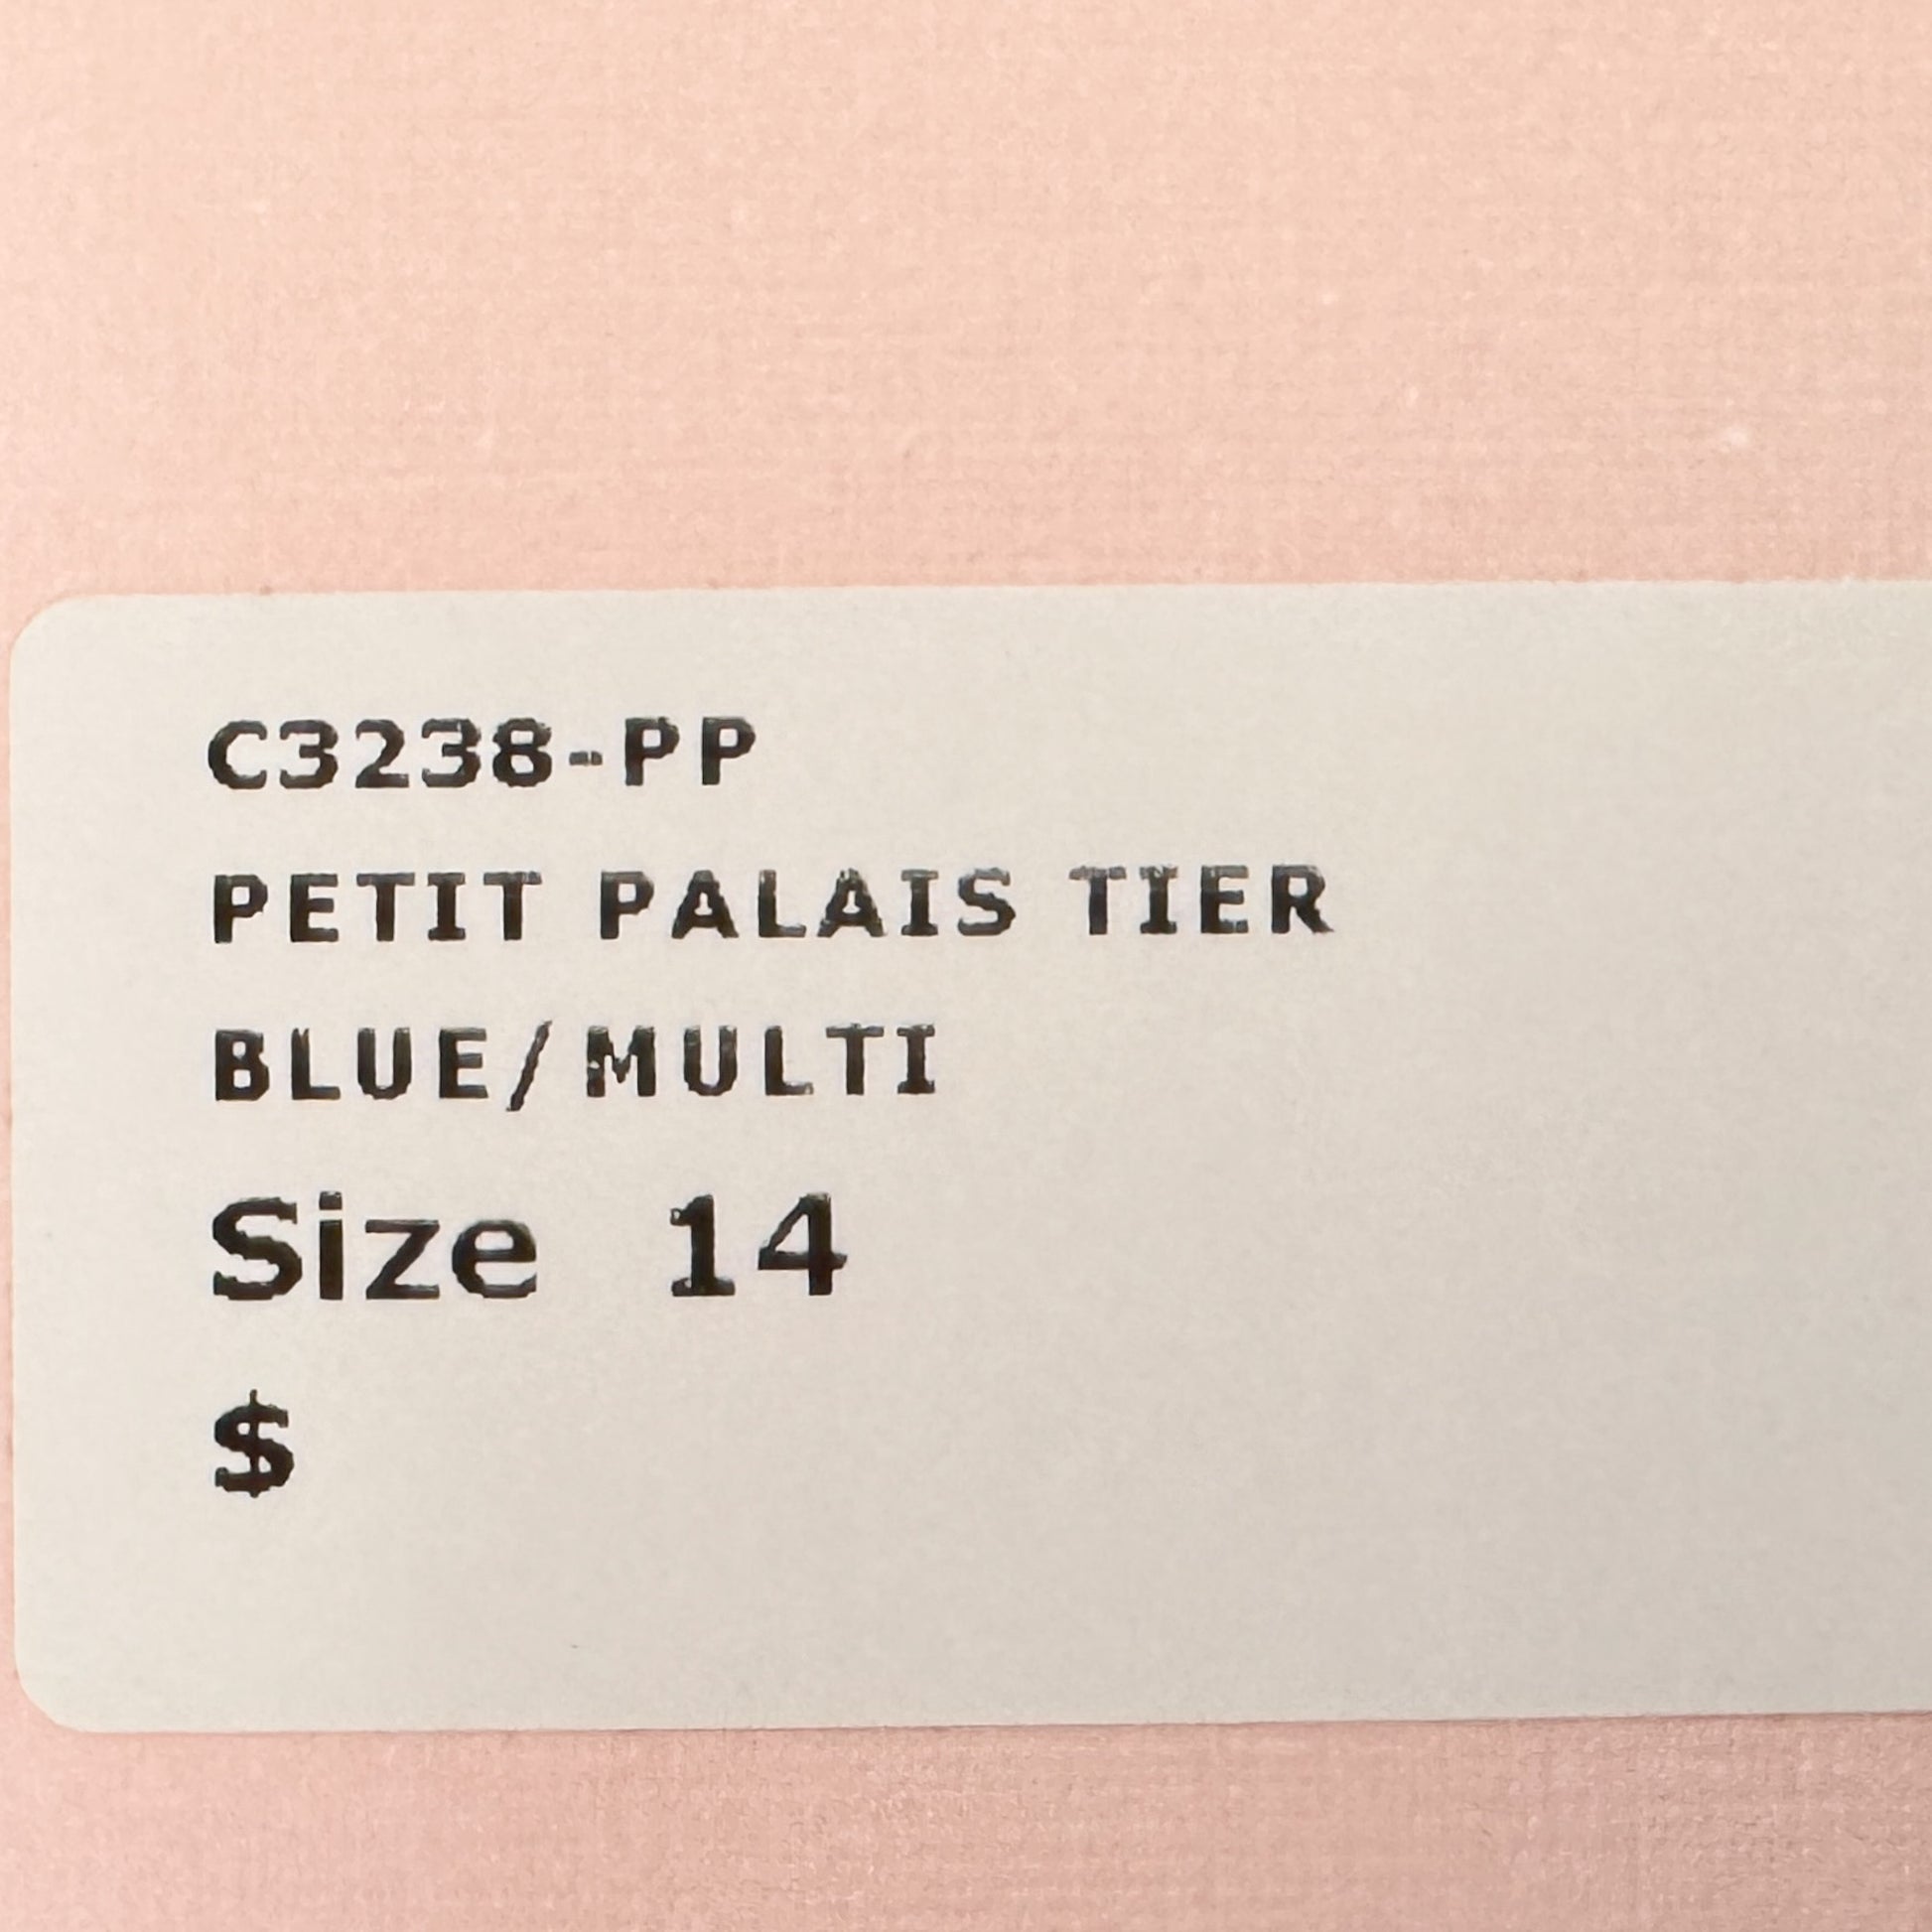 C3238-PP
PETIT PALAIS TIER
BLUE/MULTI
Size 14
$